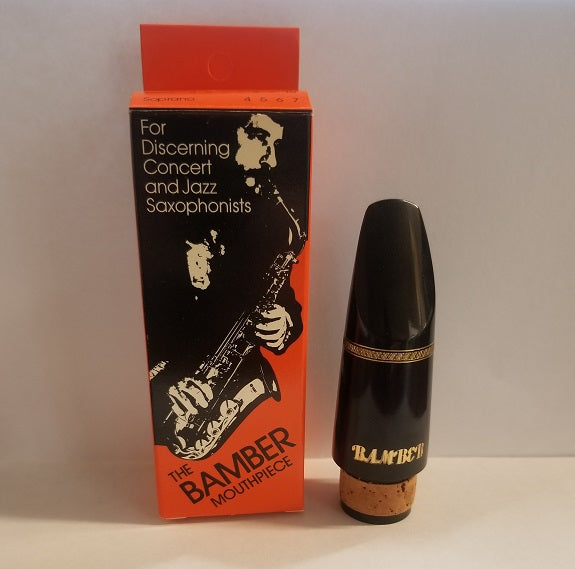 Soprano 4 5 6 7
For
Discerning
Concert
and Jazz
Saxophonists
THE
BAMBER
MOUTHPIECE
BAMBER